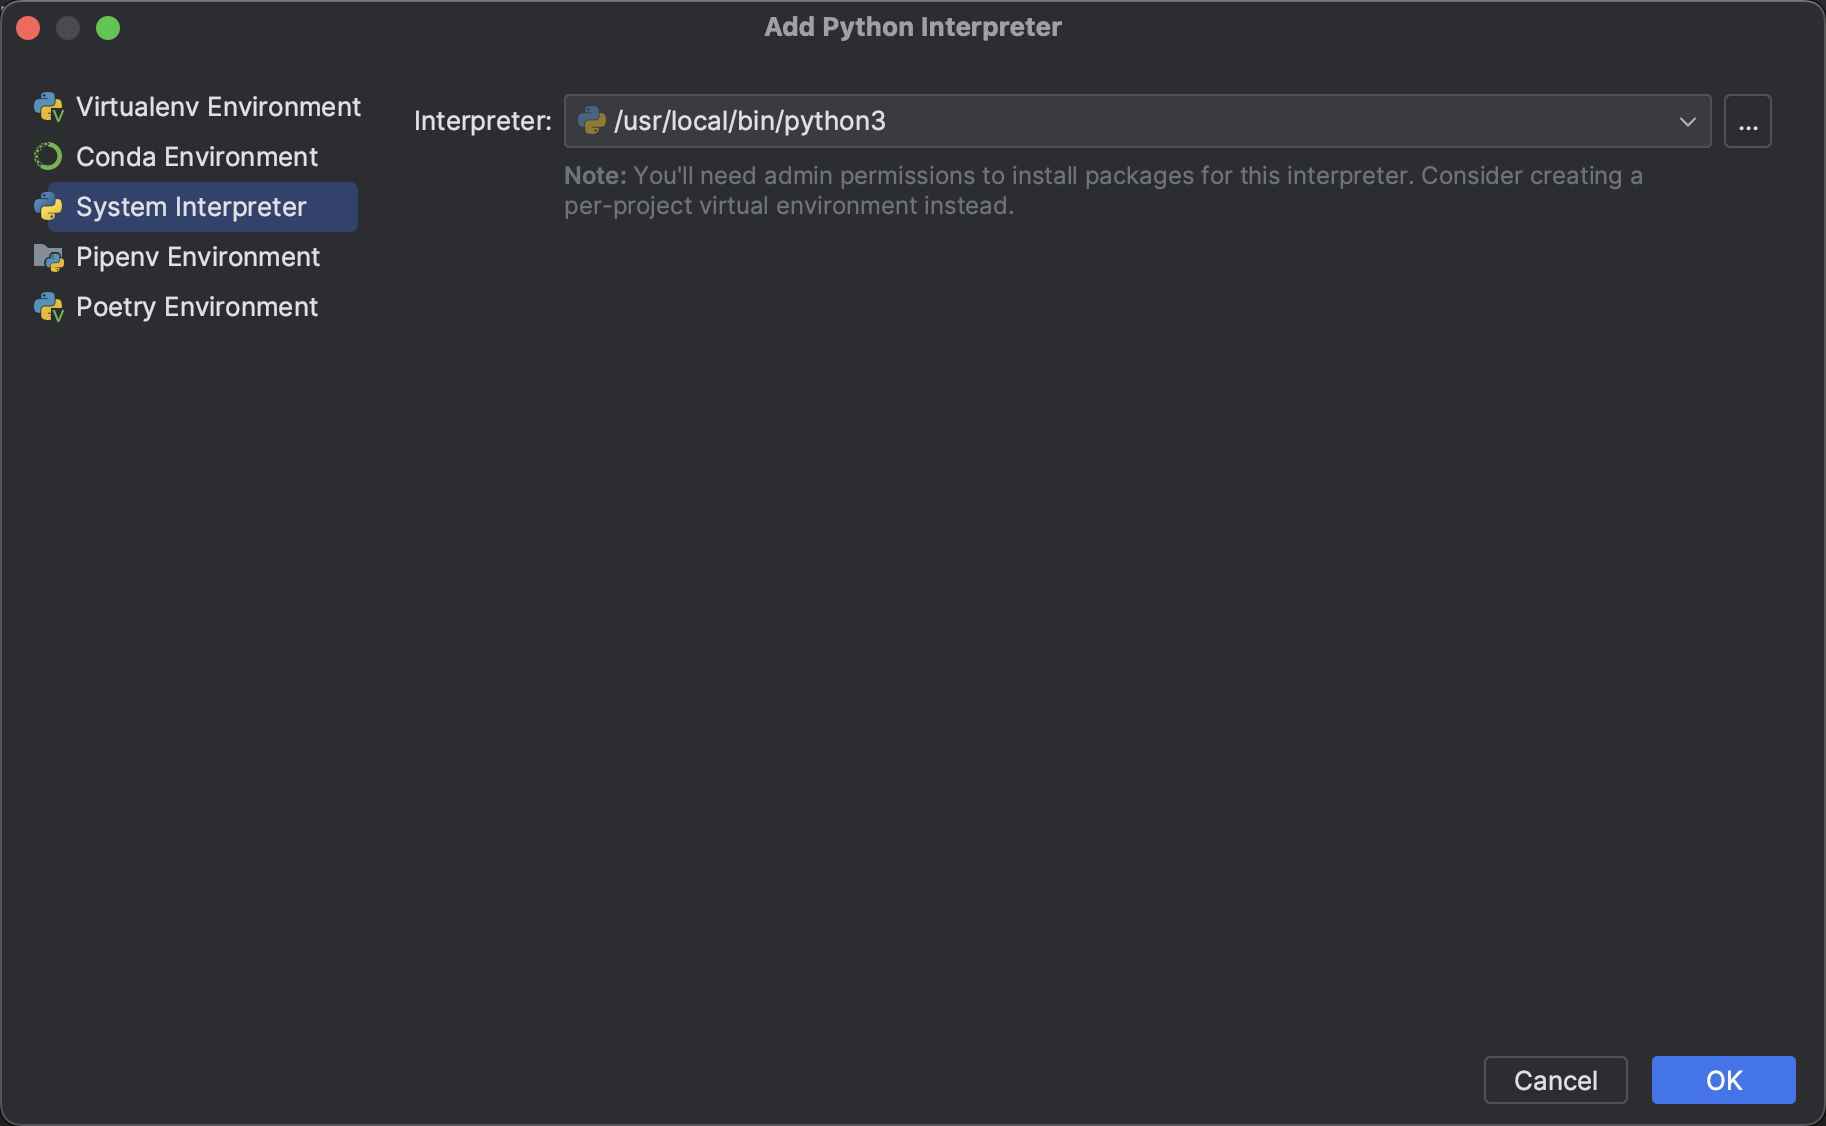 Add Python Interpreter
Virtualenv Environment
Conda Environment
System Interpreter
Pipenv Environment
Poetry Environment
Interpreter: /usr/local/bin/python3 ...
Note: You'll need admin permissions to install packages for this interpreter. Consider creating a
per-project virtual environment instead.
Cancel OK